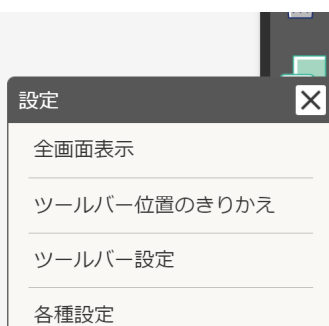 設定
全画面表示
ツールバー位置のきりかえ
ツールバー設定
各種設定